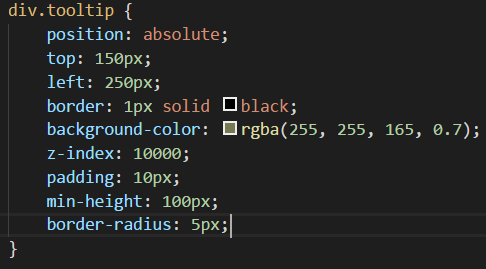 div.tooltip {
    position: absolute;
    top: 150px;
    left: 250px;
    border: 1px solid black;
    background-color: rgba(255, 255, 165, 0.7);
    z-index: 10000;
    padding: 10px;
    min-height: 100px;
    border-radius: 5px;
}